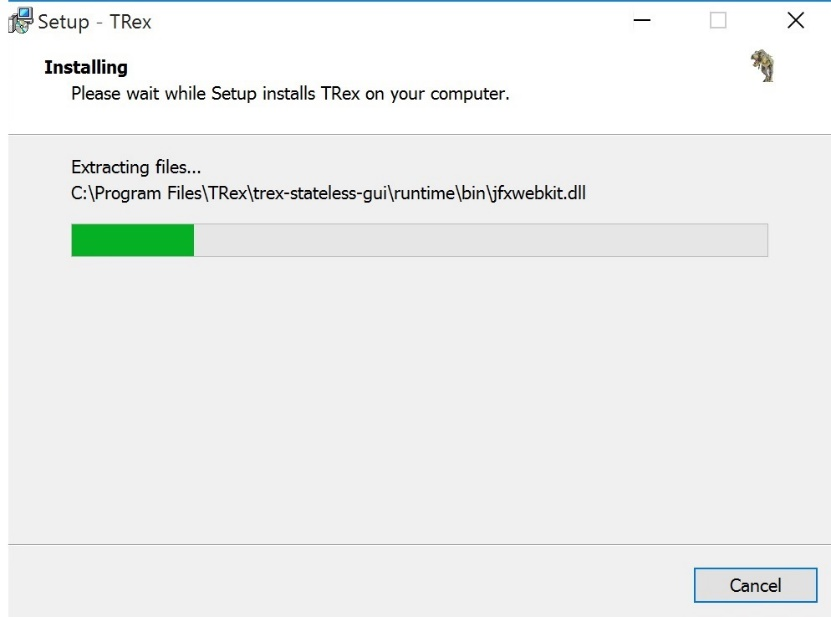 Setup - TRex
Installing
Please wait while Setup installs TRex on your computer.
Extracting files...
C:\Program Files\TRex\trex-stateless-gui\runtime\bin\jfxwebkit.dll
Cancel